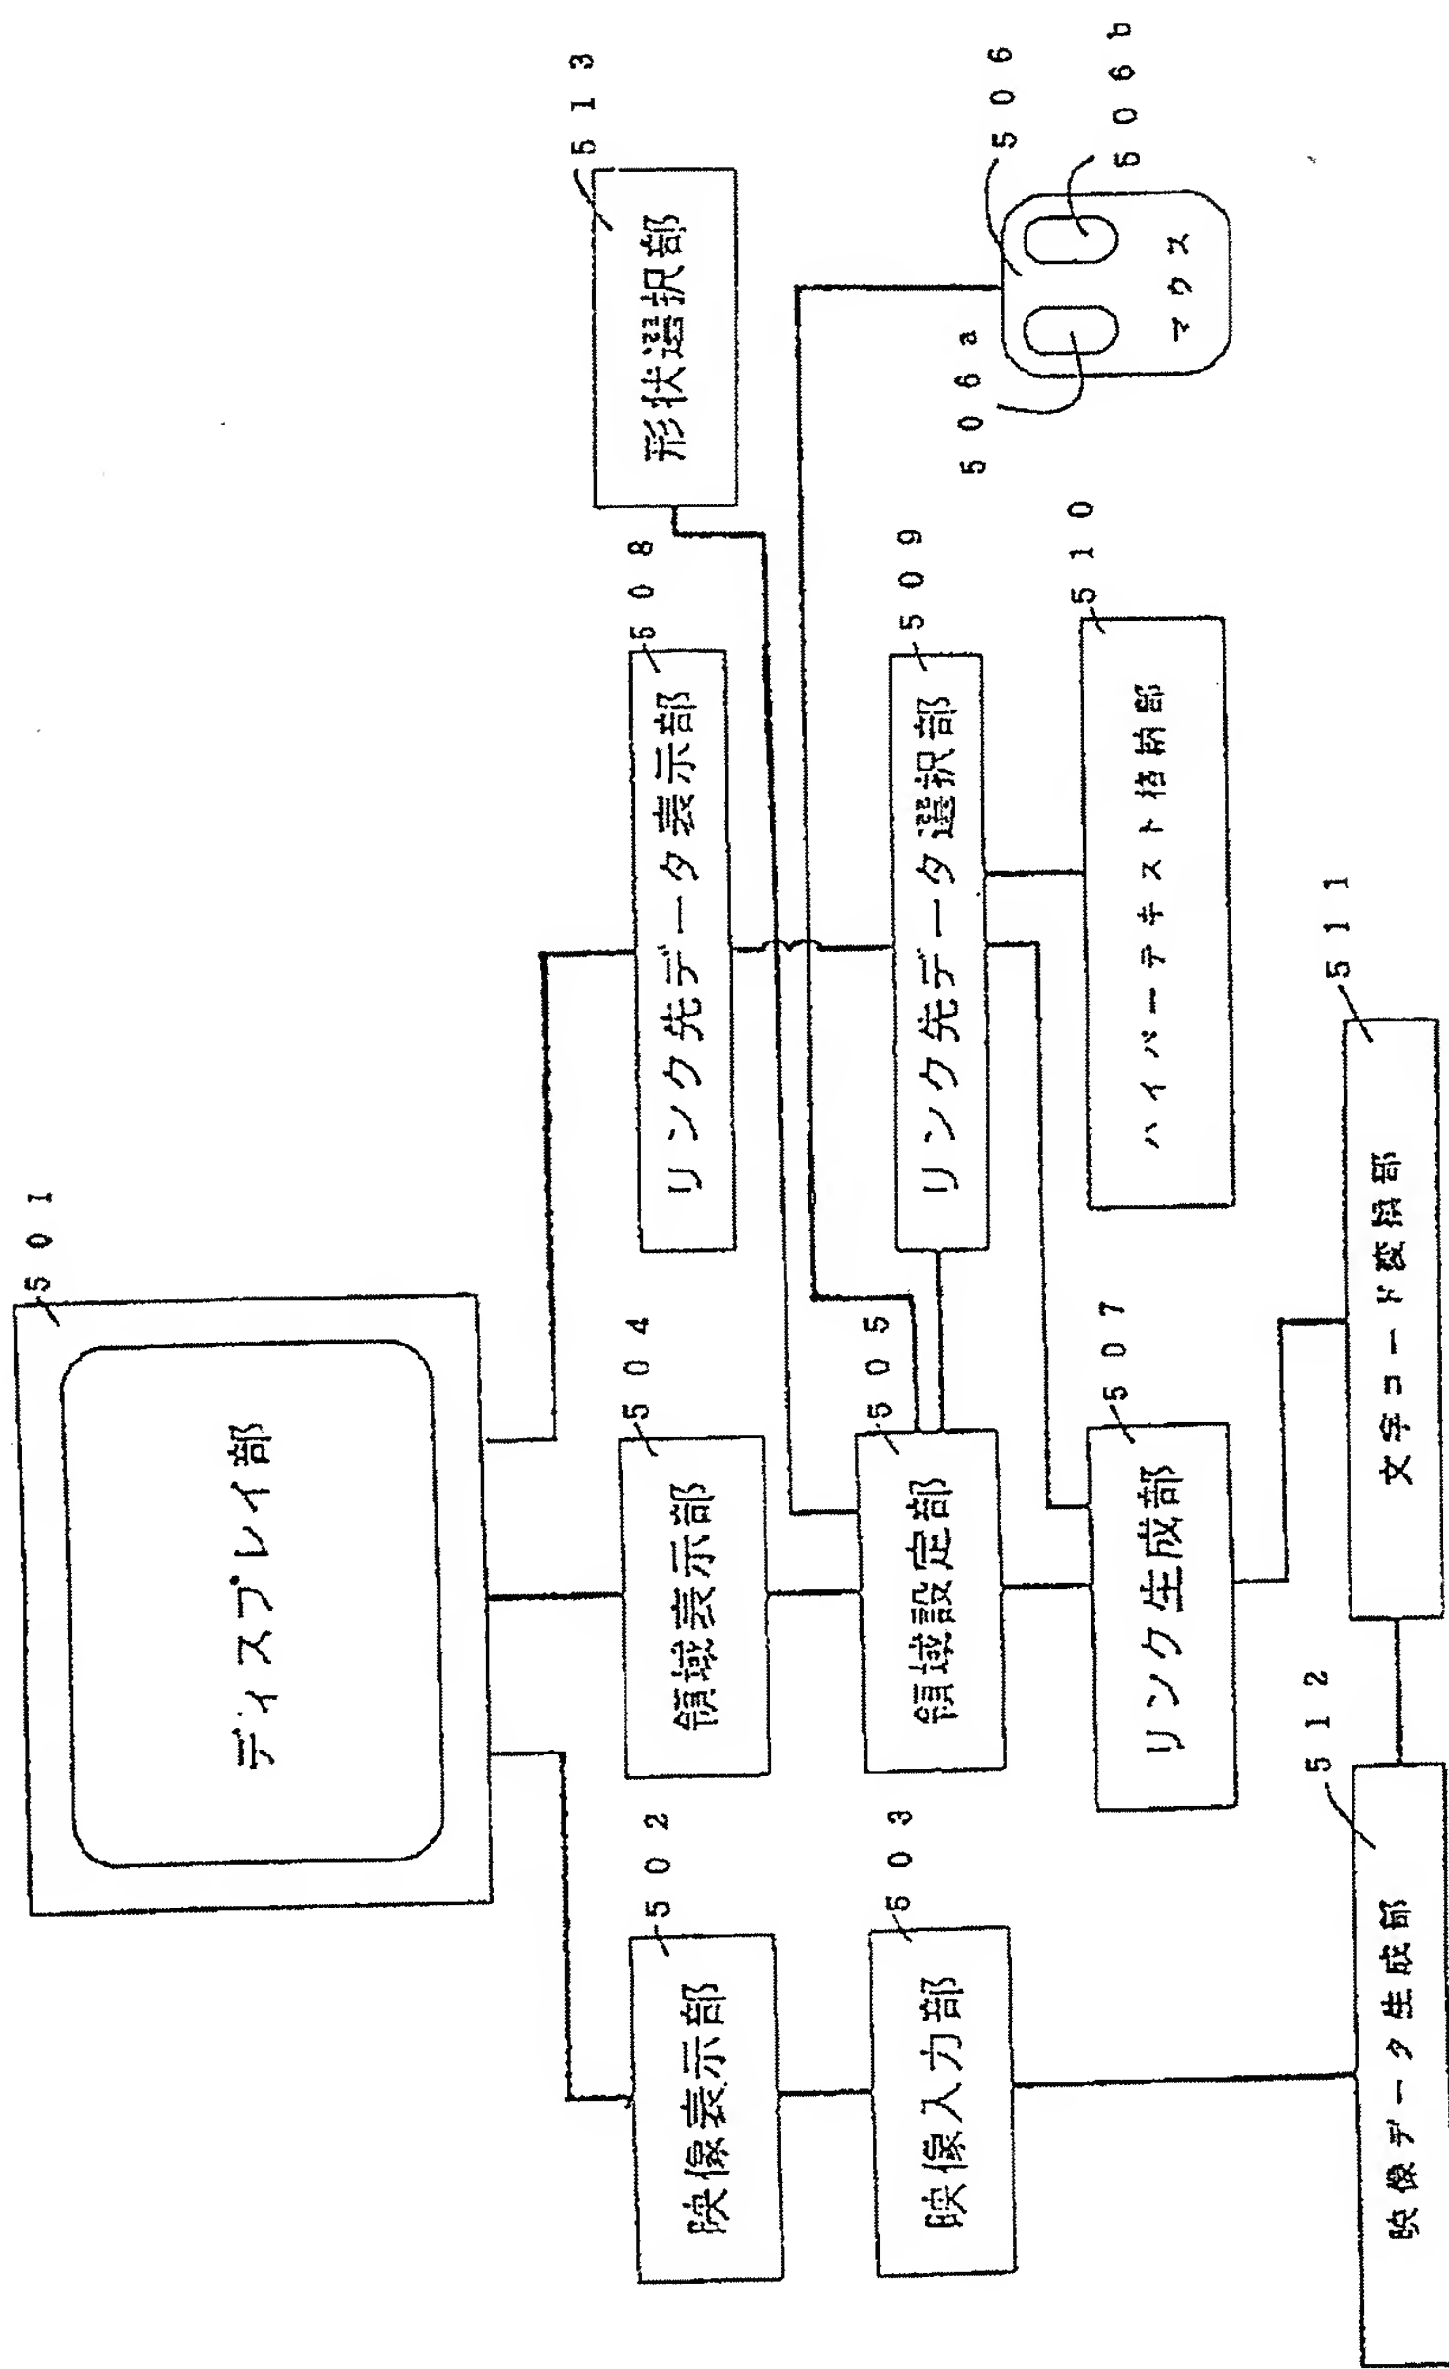 501
ディスプレイ部
502
映像表示部
504
領域表示部
508
リンク先データ表示部
513
形状選択部
503
映像入力部
505
領域設定部
509
リンク先データ選択部
506a
506
506b
マウス
507
リンク生成部
510
ハイパーテキスト格納部
512
映像データ生成部
511
文字コード変換部